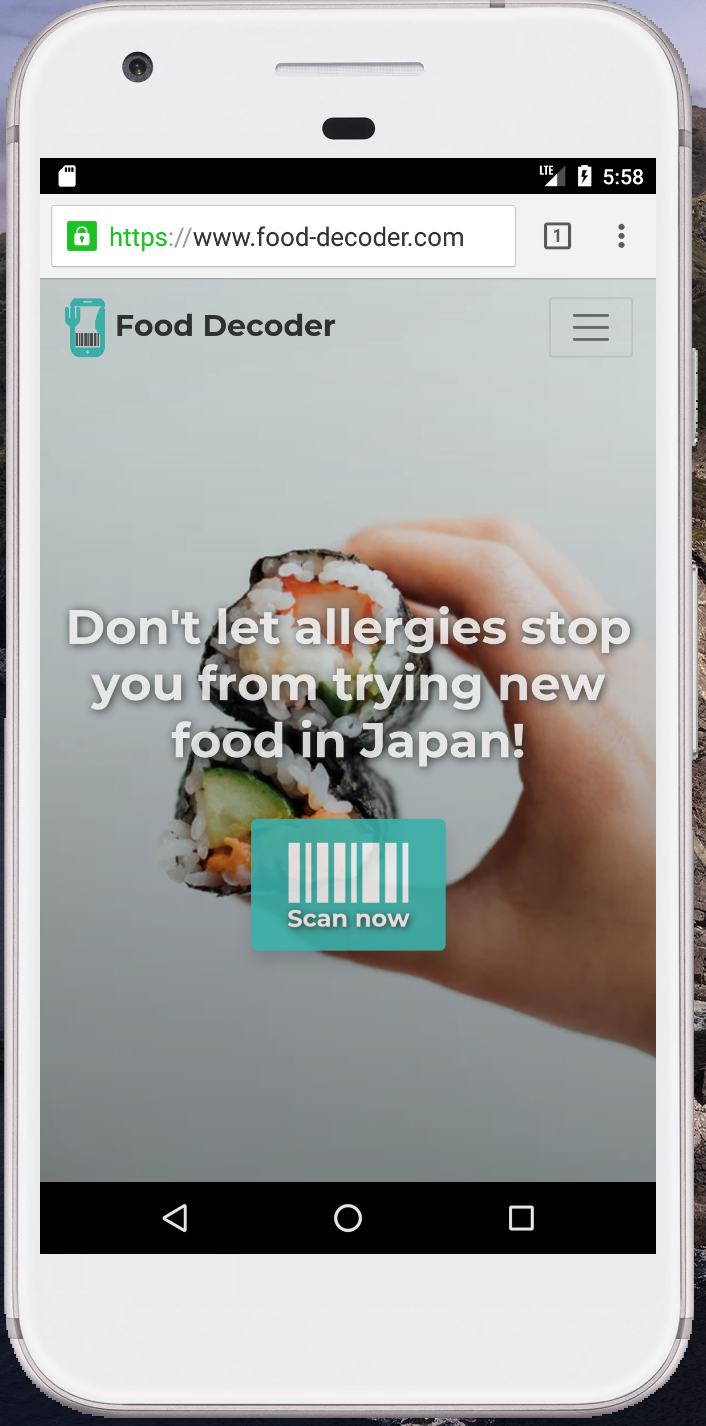 LTE 5:58
https://www.food-decoder.com 1
Food Decoder
Don't let allergies stop
you from trying new
food in Japan!
Scan now